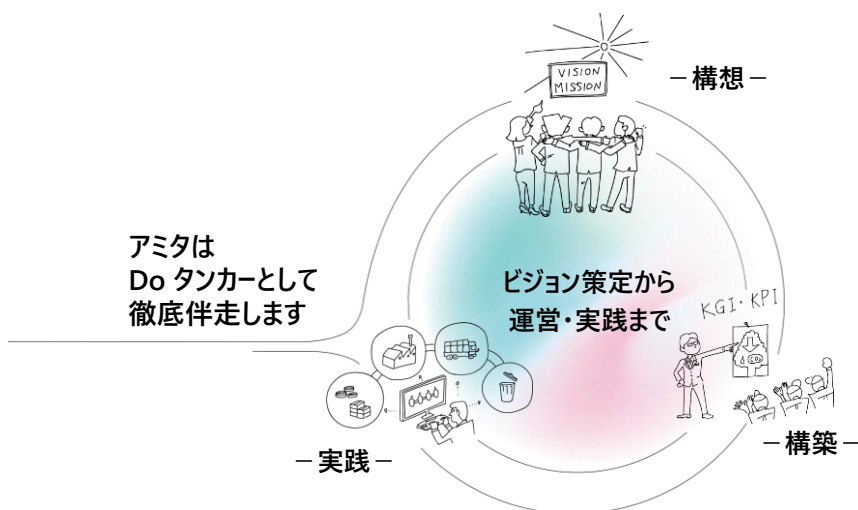 VISION
MISSION
－構想－
アミタは
Do タンカーとして
徹底伴走します
ビジョン策定から
運営・実践まで
KGI・KPI
CO₂
－構築－
－実践－